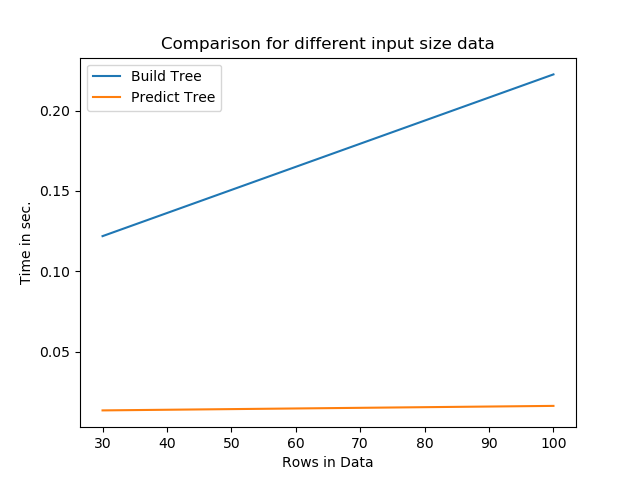 Comparison for different input size data
Build Tree
Predict Tree
0.20
0.15
0.10
0.05
Time in sec.
30 40 50 60 70 80 90 100
Rows in Data